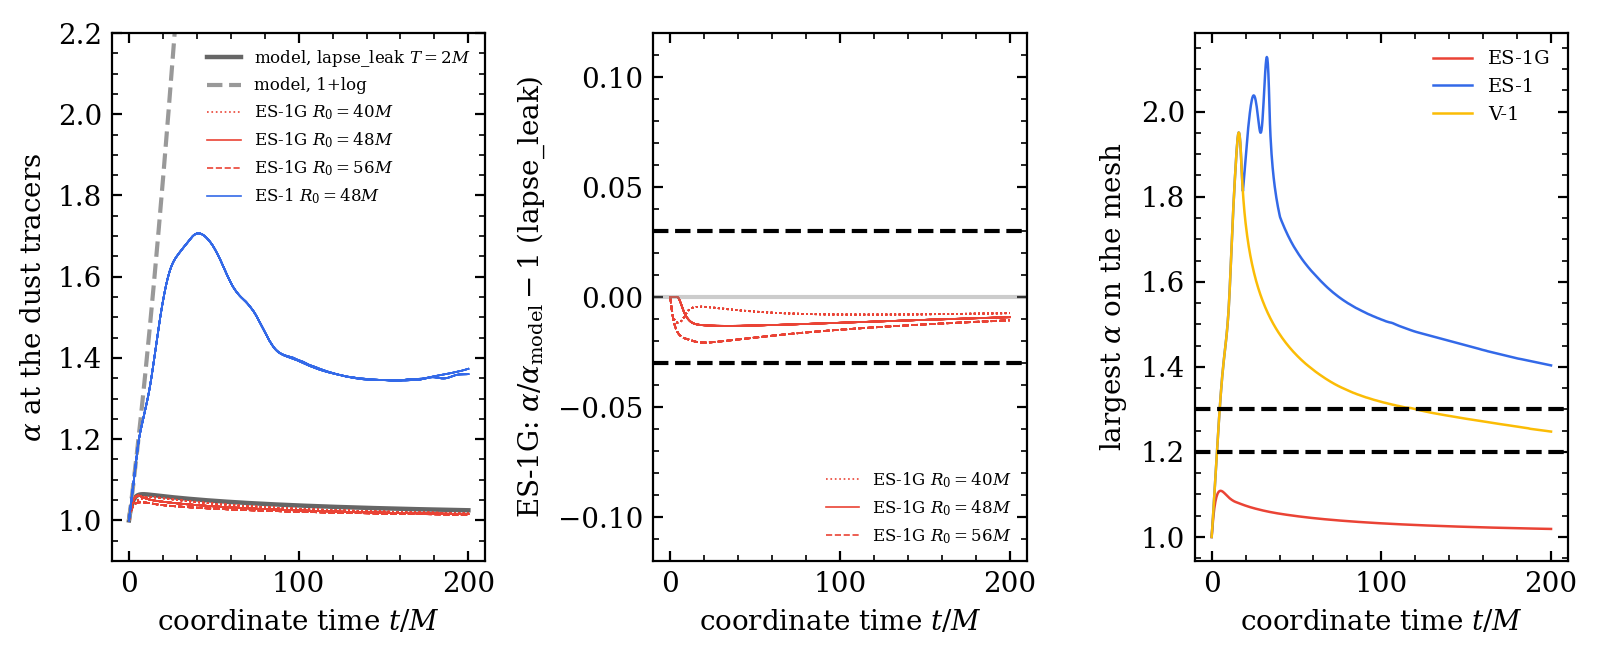 2.2
2.0
1.8
1.6
1.4
1.2
1.0
α at the dust tracers
0 100 200
coordinate time t/M
model, lapse_leak T = 2M
model, 1+log
ES-1G R₀ = 40M
ES-1G R₀ = 48M
ES-1G R₀ = 56M
ES-1 R₀ = 48M
0.10
0.05
0.00
−0.05
−0.10
ES-1G: α/α_model − 1 (lapse_leak)
0 100 200
coordinate time t/M
ES-1G R₀ = 40M
ES-1G R₀ = 48M
ES-1G R₀ = 56M
2.0
1.8
1.6
1.4
1.2
1.0
largest α on the mesh
0 100 200
coordinate time t/M
ES-1G
ES-1
V-1